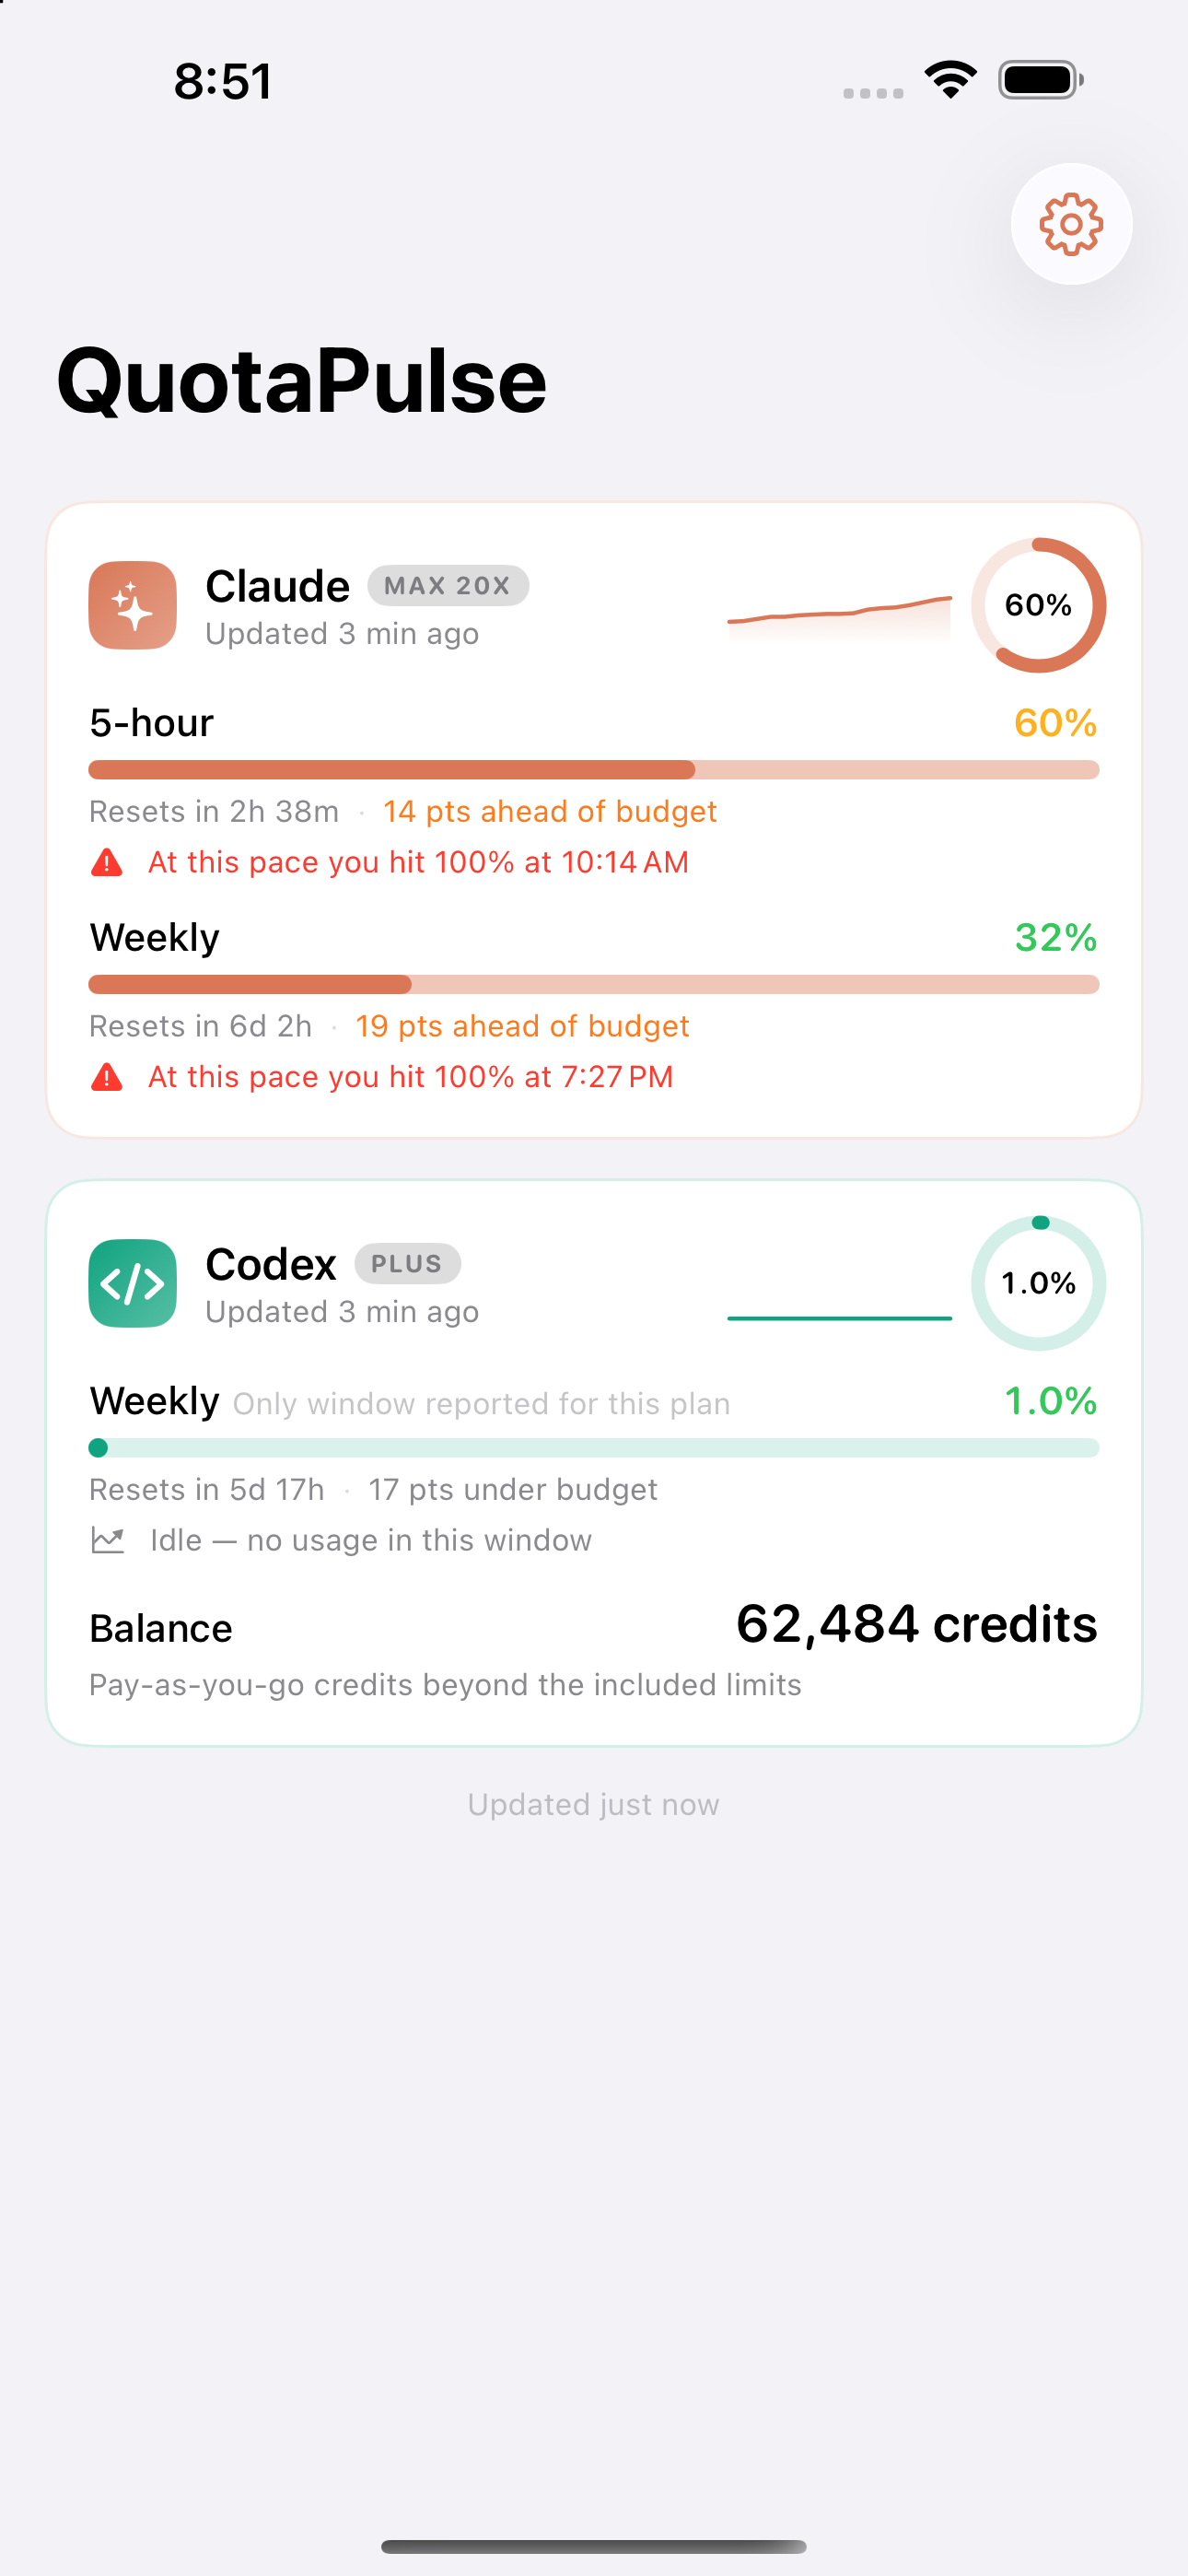 8:51
QuotaPulse
Claude MAX 20X
Updated 3 min ago
60%
5-hour 60%
Resets in 2h 38m · 14 pts ahead of budget
At this pace you hit 100% at 10:14 AM
Weekly 32%
Resets in 6d 2h · 19 pts ahead of budget
At this pace you hit 100% at 7:27 PM
Codex PLUS
Updated 3 min ago
1.0%
Weekly Only window reported for this plan 1.0%
Resets in 5d 17h · 17 pts under budget
Idle — no usage in this window
Balance 62,484 credits
Pay-as-you-go credits beyond the included limits
Updated just now